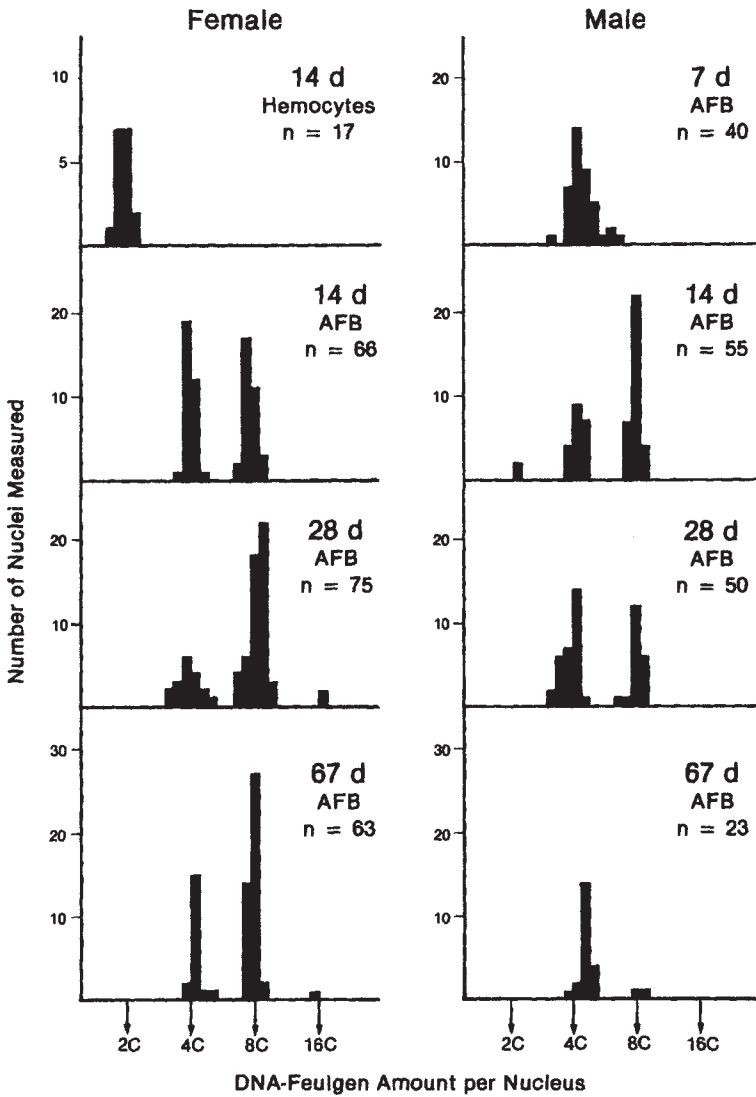 Female
Male
Number of Nuclei Measured
14 d
Hemocytes
n = 17
10
5
7 d
AFB
n = 40
20
10
14 d
AFB
n = 66
20
10
14 d
AFB
n = 55
20
10
28 d
AFB
n = 75
20
10
28 d
AFB
n = 50
20
10
67 d
AFB
n = 63
30
20
10
67 d
AFB
n = 23
30
20
10
2C 4C 8C 16C
2C 4C 8C 16C
DNA-Feulgen Amount per Nucleus